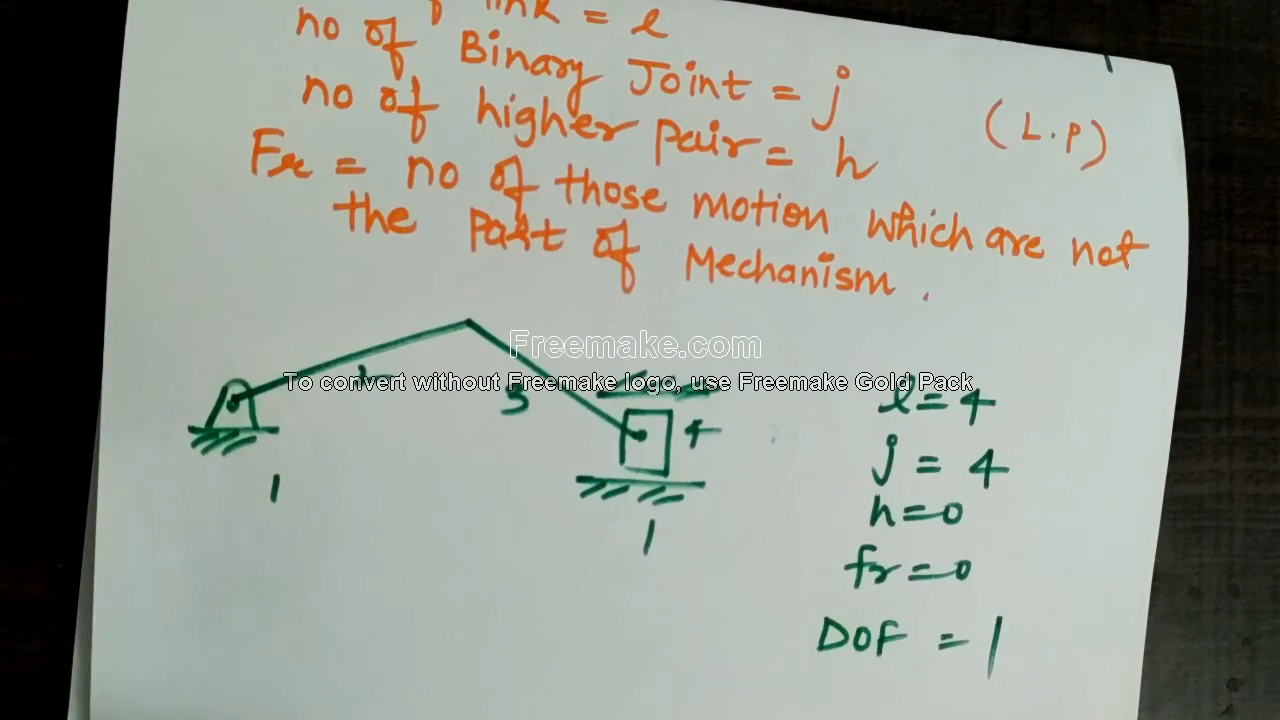 link = l
no of Binary Joint = j
(L.P)
no of higher pair = h
Fr = no of those motion which are not
the Part of Mechanism.
Freemake.com
To convert without Freemake logo, use Freemake Gold Pack
2
3
4
1
1
l=4
j = 4
h=0
fr=0
DOF = 1